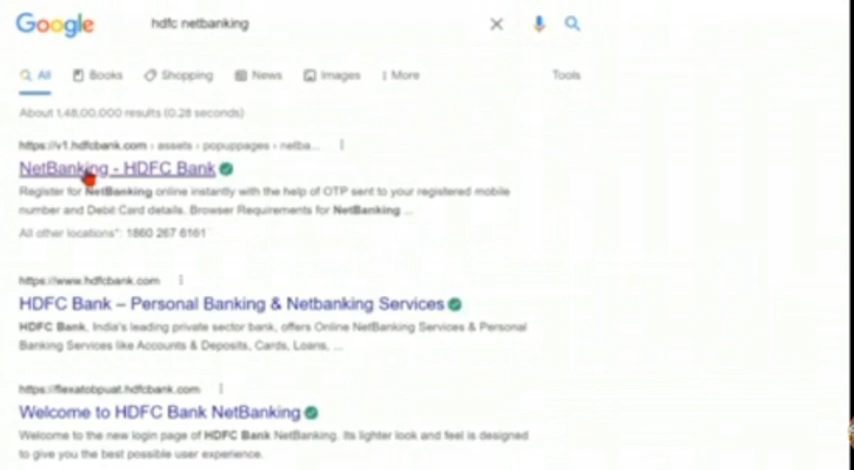 Google hdfc netbanking
All Books Shopping News Images More Tools
About 1,48,00,000 results (0.28 seconds)
https://v1.hdfcbank.com › assets › popuppages › netba...
NetBanking - HDFC Bank
Register for NetBanking online instantly with the help of OTP sent to your registered mobile
number and Debit Card details. Browser Requirements for NetBanking ...
All other locations*: 1860 267 6161
https://www.hdfcbank.com
HDFC Bank – Personal Banking & Netbanking Services
HDFC Bank, India's leading private sector bank, offers Online NetBanking Services & Personal
Banking Services like Accounts & Deposits, Cards, Loans, ...
https://flexatobpuat.hdfcbank.com
Welcome to HDFC Bank NetBanking
Welcome to the new login page of HDFC Bank NetBanking. Its lighter look and feel is designed
to give you the best possible user experience.